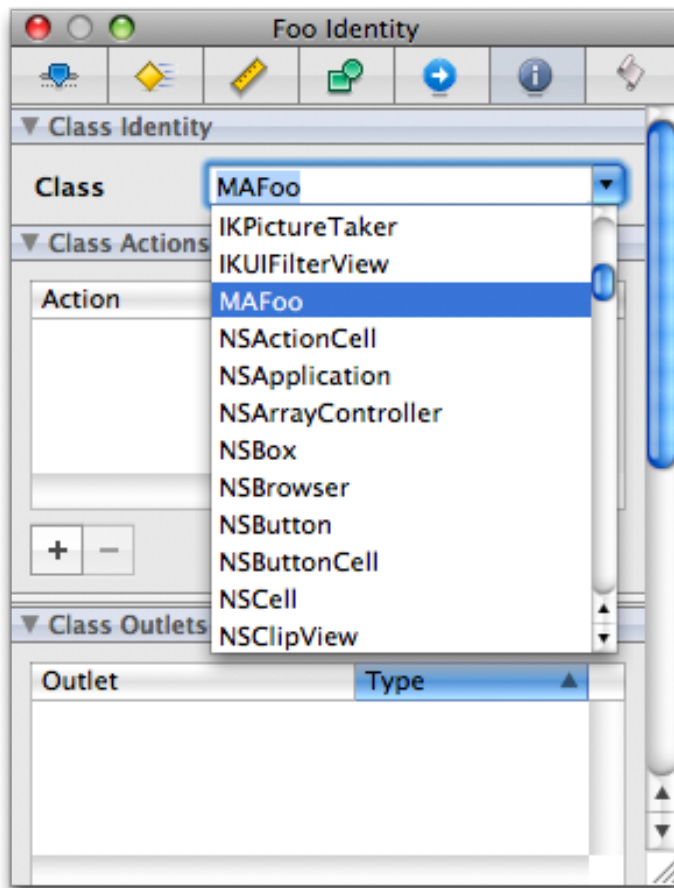 Foo Identity
Class Identity
Class MAFoo
IKPictureTaker
IKUIFilterView
Class Actions
Action MAFoo
NSActionCell
NSApplication
NSArrayController
NSBox
NSBrowser
NSButton
NSButtonCell
NSCell
Class Outlets
NSClipView
Outlet Type